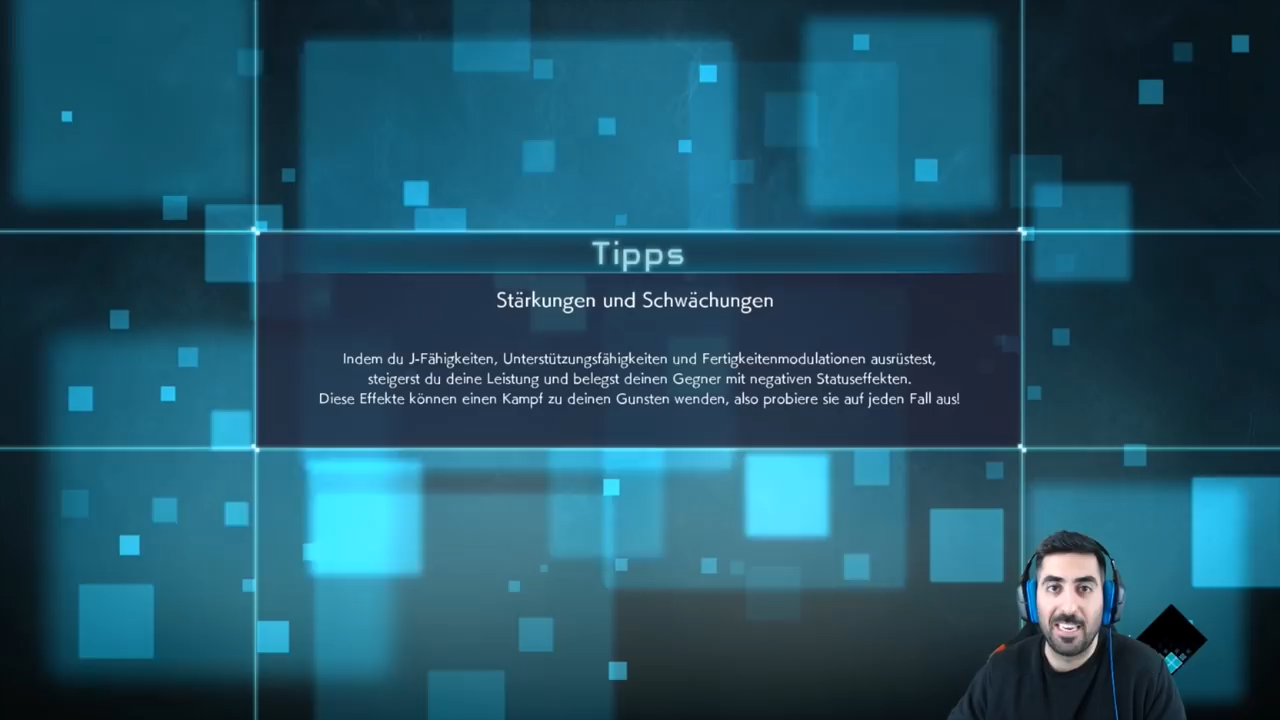 Tipps
Stärkungen und Schwächungen
Indem du J-Fähigkeiten, Unterstützungsfähigkeiten und Fertigkeitenmodulationen ausrüstest,
steigerst du deine Leistung und belegst deinen Gegner mit negativen Statuseffekten.
Diese Effekte können einen Kampf zu deinen Gunsten wenden, also probiere sie auf jeden Fall aus!